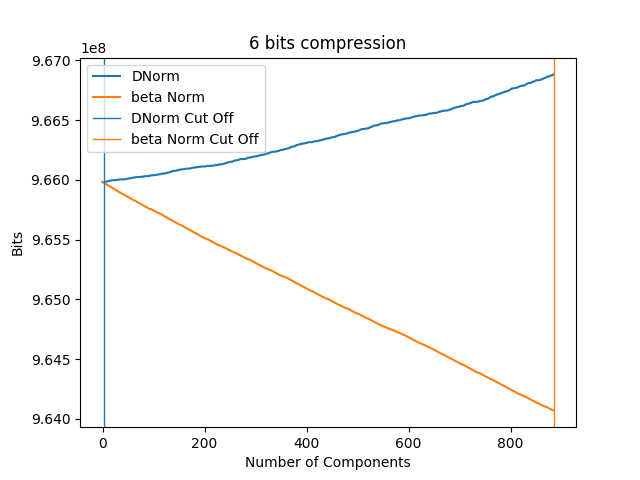 6 bits compression
1e8
DNorm
beta Norm
DNorm Cut Off
beta Norm Cut Off
9.670
9.665
9.660
9.655
9.650
9.645
9.640
Bits
0 200 400 600 800
Number of Components